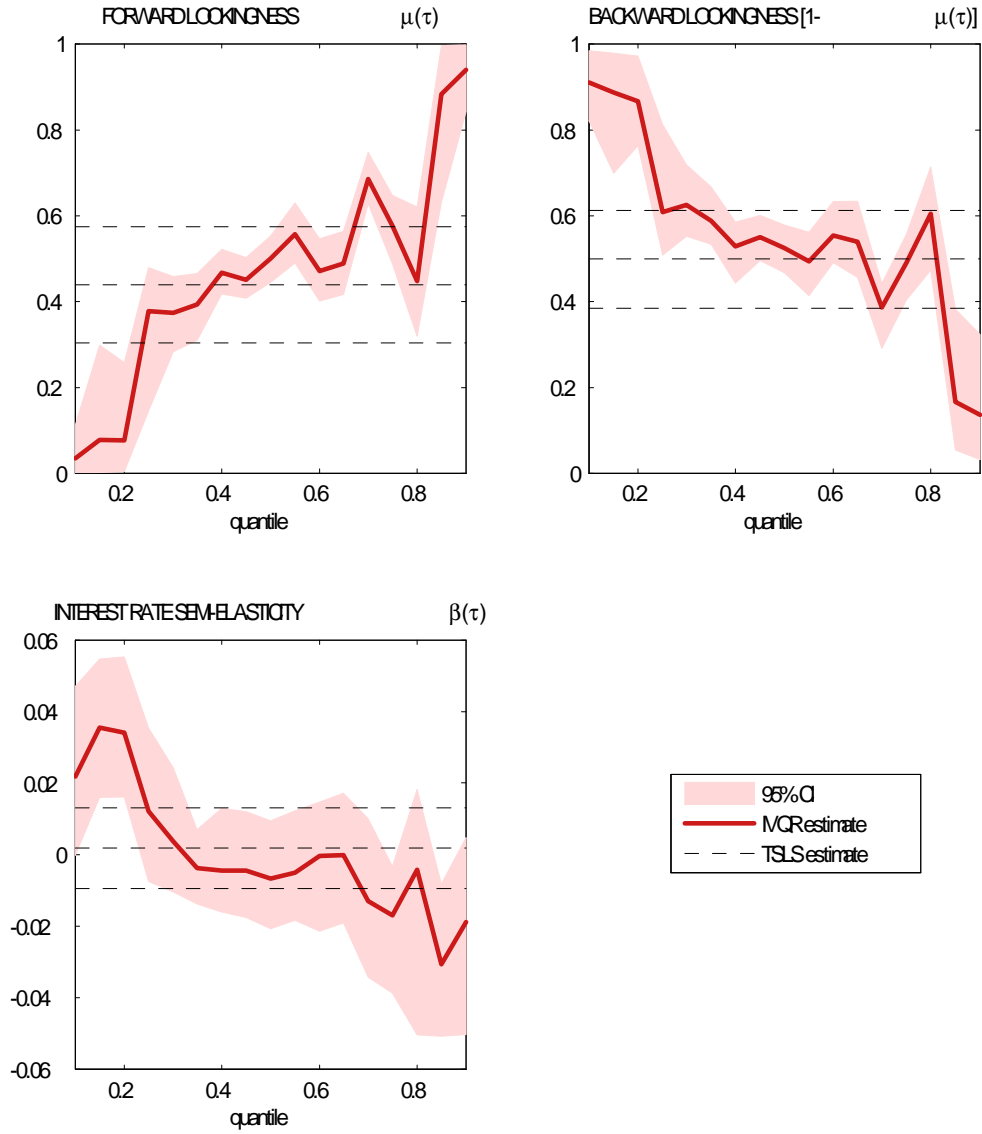 FORWARD LOOKINGNESS μ(τ)
1
0.8
0.6
0.4
0.2
0
0.2 0.4 0.6 0.8
quantile
BACKWARD LOOKINGNESS [1- μ(τ)]
1
0.8
0.6
0.4
0.2
0
0.2 0.4 0.6 0.8
quantile
INTEREST RATE SEMI-ELASTICITY β(τ)
0.06
0.04
0.02
0
-0.02
-0.04
-0.06
0.2 0.4 0.6 0.8
quantile
95% CI
IVQR estimate
TSLS estimate